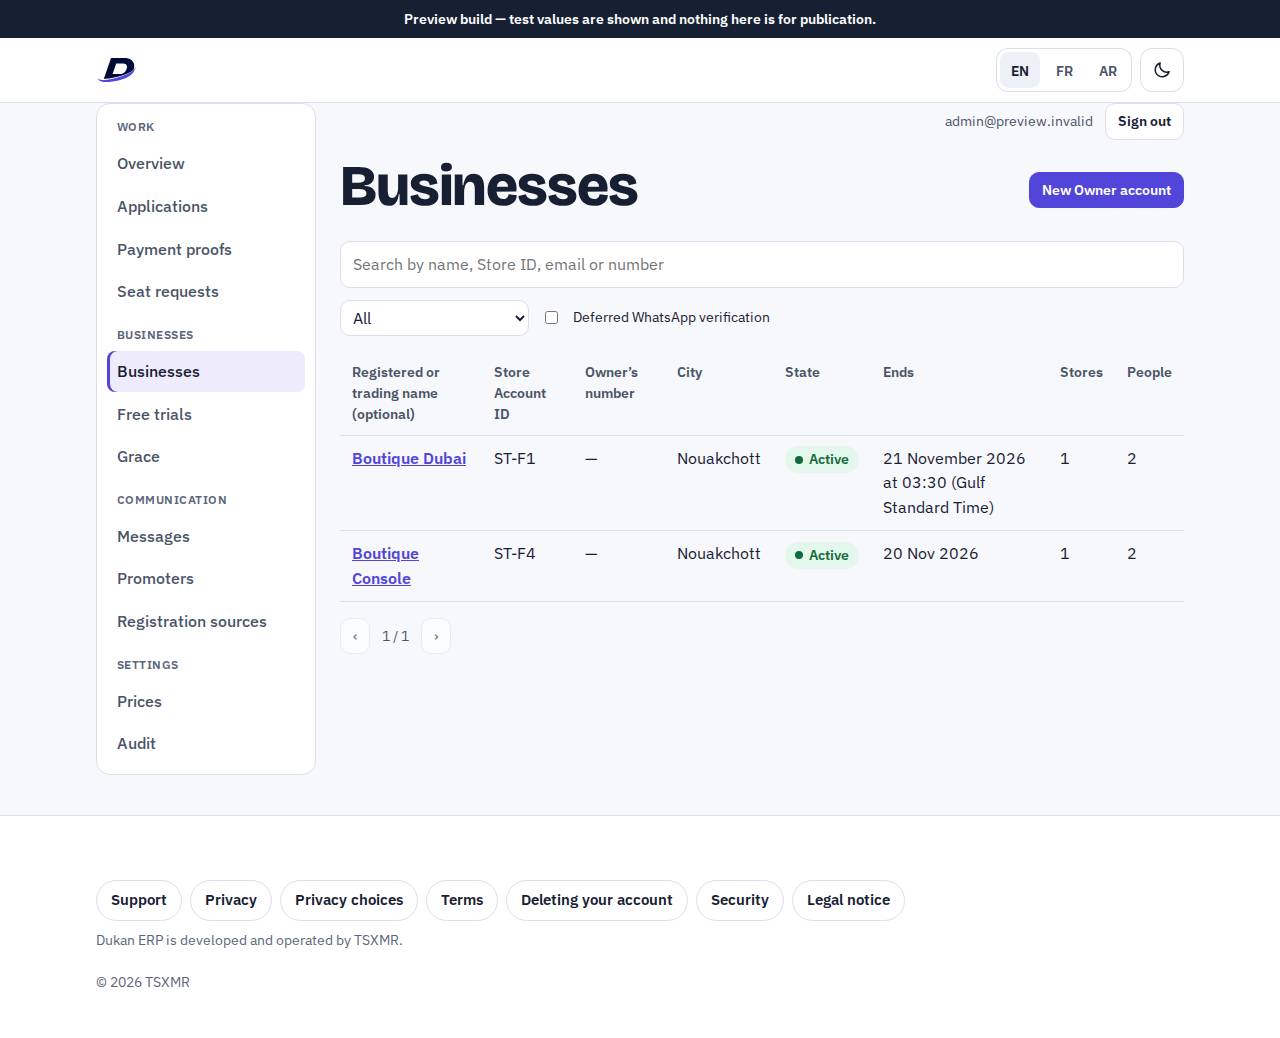 Preview build — test values are shown and nothing here is for publication.
EN FR AR
admin@preview.invalid Sign out
WORK
Overview
Applications
Payment proofs
Seat requests
BUSINESSES
Businesses
Free trials
Grace
COMMUNICATION
Messages
Promoters
Registration sources
SETTINGS
Prices
Audit
Businesses
New Owner account
Search by name, Store ID, email or number
All
Deferred WhatsApp verification
Registered or trading name (optional) Store Account ID Owner’s number City State Ends Stores People
Boutique Dubai ST-F1 — Nouakchott Active 21 November 2026 at 03:30 (Gulf Standard Time) 1 2
Boutique Console ST-F4 — Nouakchott Active 20 Nov 2026 1 2
‹ 1 / 1 ›
Support Privacy Privacy choices Terms Deleting your account Security Legal notice
Dukan ERP is developed and operated by TSXMR.
© 2026 TSXMR